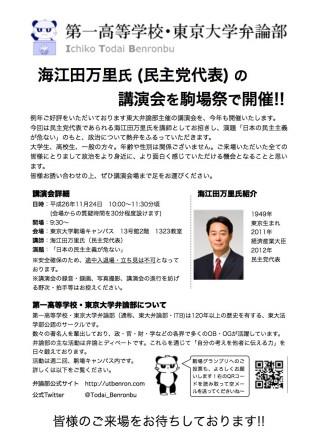 第一高等学校・東京大学弁論部
Ichiko Todai Benronbu
海江田万里氏 (民主党代表) の
講演会を駒場祭で開催!!
例年ご好評をいただいております東大弁論部主催の講演会を、今年も開催いたします。
今回は民主党代表であられる海江田万里氏を講師としてお招きし、演題「日本の民主主義
が危ない」のもと、政治について熱弁をふるっていただきます。
大学生、高校生、一般の方々。年齢や性別は関係ございません。ご来場いただいた全ての
皆様にとりまして政治をより身近に、より面白く感じていただける機会となることと思い
ます。
皆様お誘い合わせの上、ぜひ講演会場まで足をお運びください。
講演会詳細
日時：平成26年11月24日 10:00〜11:30分頃
(会場からの質疑時間を30分程度設けます)
開場：9:30〜
会場：東京大学駒場キャンパス 13号館2階 1323教室
講師：海江田万里氏（民主党代表）
演題：「日本の民主主義が危ない」
※安全確保のため、途中入退場・立ち見は不可となって
おります。
※講演会の録音・録画、写真撮影、講演会の進行を妨げ
る野次・拍手等はお控えください。
海江田万里氏紹介
1949年
東京生まれ
2011年
経済産業大臣
2012年
民主党代表
第一高等学校・東京大学弁論部について
第一高等学校・東京大学弁論部（通称、東大弁論部・ITB)は120年以上の歴史を有する、東大法
学部公認のサークルです。
数々の著名人を輩出しており、政・官・財・学などの各界で多くのOB・OGが活躍しています。
弁論部の主な活動は弁論とディベートです。これらを通じて「自分の考えを他者に伝える力」を
日々鍛えております。
活動は週二回、駒場キャンパス内です。
詳しくは以下をご覧ください。
弁論部公式サイト http://utbenron.com
公式Twitter @Todai_Benronbu
駒場グランプリへのご
投票も、よろしくお願
いします！右のQRコー
ドを読み取って空メー
ルを送ってくださいね〜
皆様のご来場をお待ちしております!!